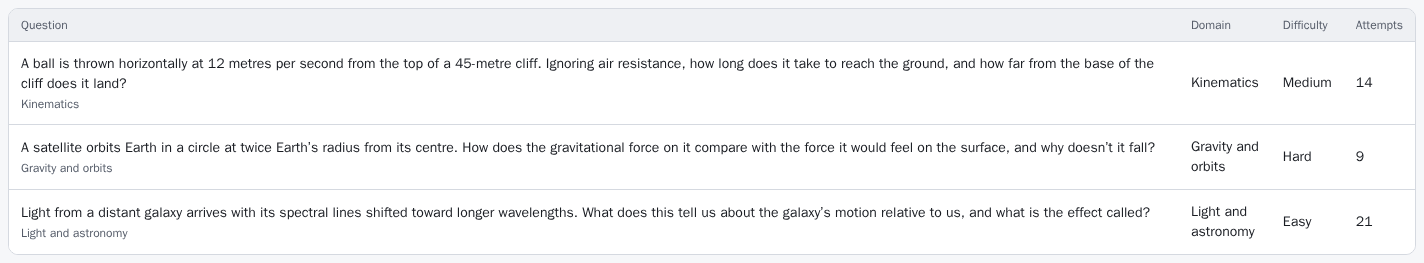 Question Domain Difficulty Attempts
A ball is thrown horizontally at 12 metres per second from the top of a 45-metre cliff. Ignoring air resistance, how long does it take to reach the ground, and how far from the base of the
cliff does it land?
Kinematics
Kinematics Medium 14
A satellite orbits Earth in a circle at twice Earth's radius from its centre. How does the gravitational force on it compare with the force it would feel on the surface, and why doesn't it fall?
Gravity and orbits
Gravity and
orbits
Hard 9
Light from a distant galaxy arrives with its spectral lines shifted toward longer wavelengths. What does this tell us about the galaxy's motion relative to us, and what is the effect called?
Light and astronomy
Light and
astronomy
Easy 21